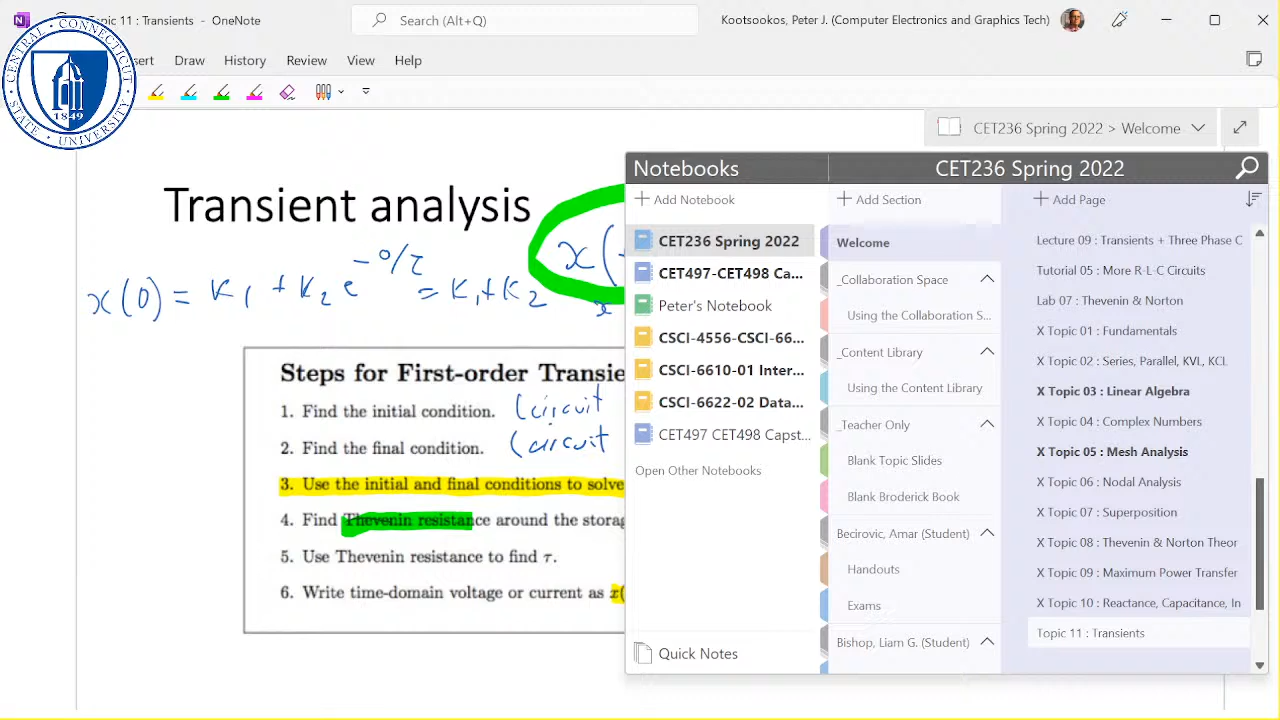 Topic 11 : Transients - OneNote
Search (Alt+Q)
Kootsookos, Peter J. (Computer Electronics and Graphics Tech)
CENTRAL CONNECTICUT STATE UNIVERSITY
1849
Draw
History
Review
View
Help
CET236 Spring 2022 > Welcome
Transient analysis
x(0) = K1 + K2 e^-0/τ = K1 + K2
x(
x
Steps for First-order Transie
1. Find the initial condition. (circuit
2. Find the final condition. (circuit
3. Use the initial and final conditions to solve
4. Find Thevenin resistance around the storag
5. Use Thevenin resistance to find τ.
6. Write time-domain voltage or current as x(
Notebooks
Add Notebook
CET236 Spring 2022
CET497-CET498 Ca...
Peter's Notebook
CSCI-4556-CSCI-66...
CSCI-6610-01 Inter...
CSCI-6622-02 Data...
CET497 CET498 Capst...
Open Other Notebooks
Quick Notes
CET236 Spring 2022
Add Section
Welcome
_Collaboration Space
Using the Collaboration S...
_Content Library
Using the Content Library
_Teacher Only
Blank Topic Slides
Blank Broderick Book
Becirovic, Amar (Student)
Handouts
Exams
Bishop, Liam G. (Student)
Add Page
Lecture 09 : Transients + Three Phase C
Tutorial 05 : More R-L-C Circuits
Lab 07 : Thevenin & Norton
X Topic 01 : Fundamentals
X Topic 02 : Series, Parallel, KVL, KCL
X Topic 03 : Linear Algebra
X Topic 04 : Complex Numbers
X Topic 05 : Mesh Analysis
X Topic 06 : Nodal Analysis
X Topic 07 : Superposition
X Topic 08 : Thevenin & Norton Theor
X Topic 09 : Maximum Power Transfer
X Topic 10 : Reactance, Capacitance, In
Topic 11 : Transients